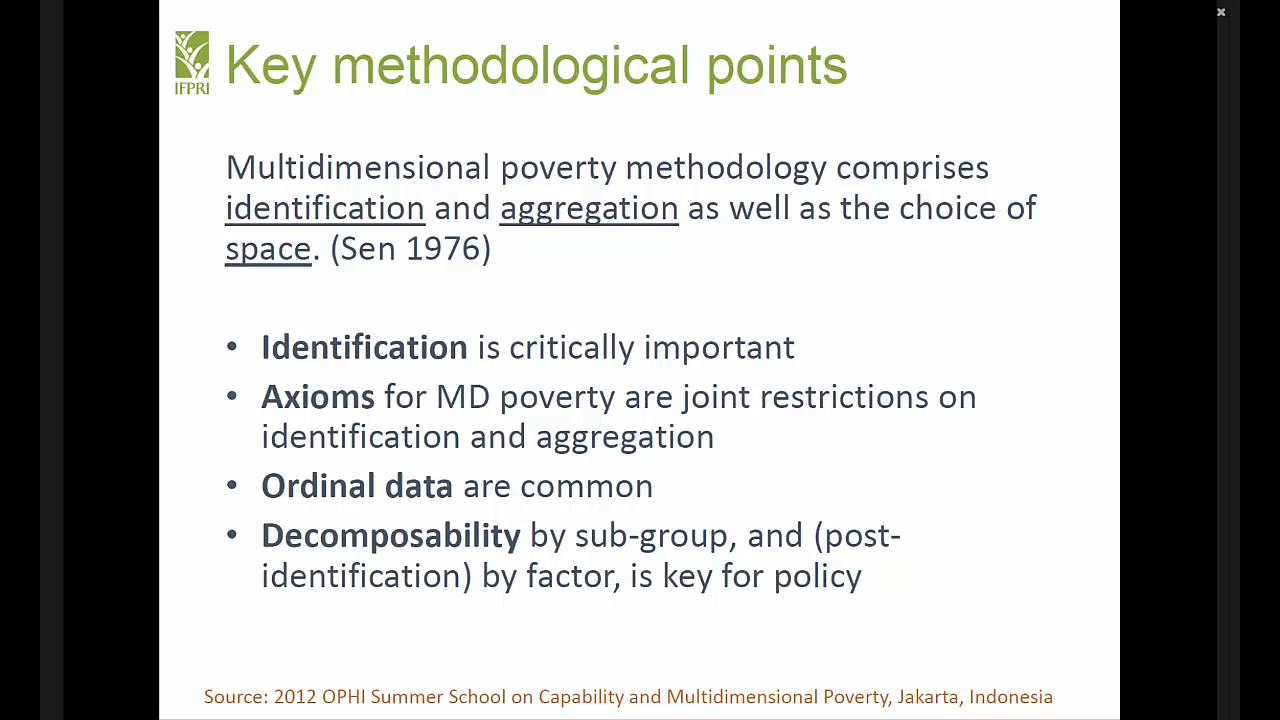 IFPRI
Key methodological points
Multidimensional poverty methodology comprises
identification and aggregation as well as the choice of
space. (Sen 1976)
• Identification is critically important
• Axioms for MD poverty are joint restrictions on
identification and aggregation
• Ordinal data are common
• Decomposability by sub-group, and (post-
identification) by factor, is key for policy
Source: 2012 OPHI Summer School on Capability and Multidimensional Poverty, Jakarta, Indonesia